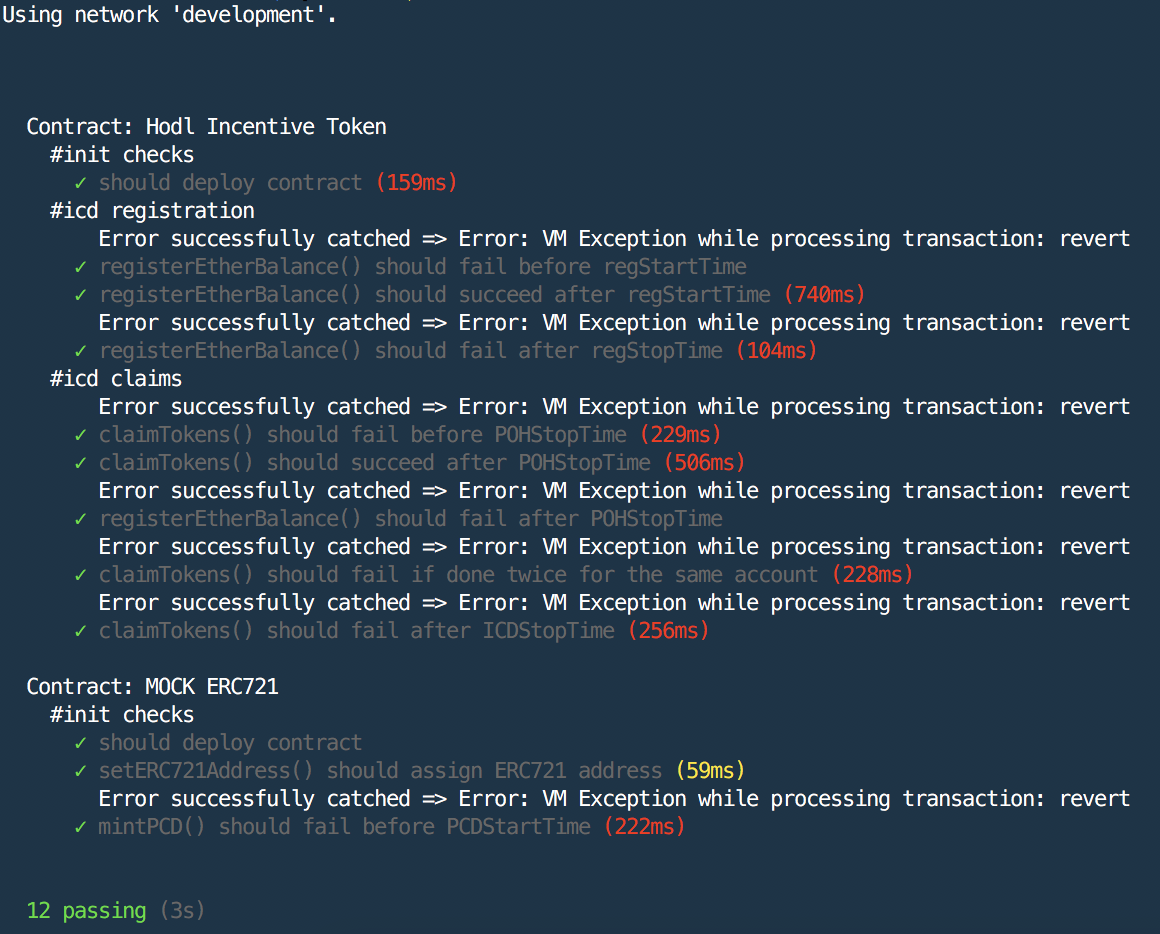 Using network 'development'.
Contract: Hodl Incentive Token
#init checks
✓ should deploy contract (159ms)
#icd registration
Error successfully catched => Error: VM Exception while processing transaction: revert
✓ registerEtherBalance() should fail before regStartTime
✓ registerEtherBalance() should succeed after regStartTime (740ms)
Error successfully catched => Error: VM Exception while processing transaction: revert
✓ registerEtherBalance() should fail after regStopTime (104ms)
#icd claims
Error successfully catched => Error: VM Exception while processing transaction: revert
✓ claimTokens() should fail before POHStopTime (229ms)
✓ claimTokens() should succeed after POHStopTime (506ms)
Error successfully catched => Error: VM Exception while processing transaction: revert
✓ registerEtherBalance() should fail after POHStopTime
Error successfully catched => Error: VM Exception while processing transaction: revert
✓ claimTokens() should fail if done twice for the same account (228ms)
Error successfully catched => Error: VM Exception while processing transaction: revert
✓ claimTokens() should fail after ICDStopTime (256ms)
Contract: MOCK ERC721
#init checks
✓ should deploy contract
✓ setERC721Address() should assign ERC721 address (59ms)
Error successfully catched => Error: VM Exception while processing transaction: revert
✓ mintPCD() should fail before PCDStartTime (222ms)
12 passing (3s)